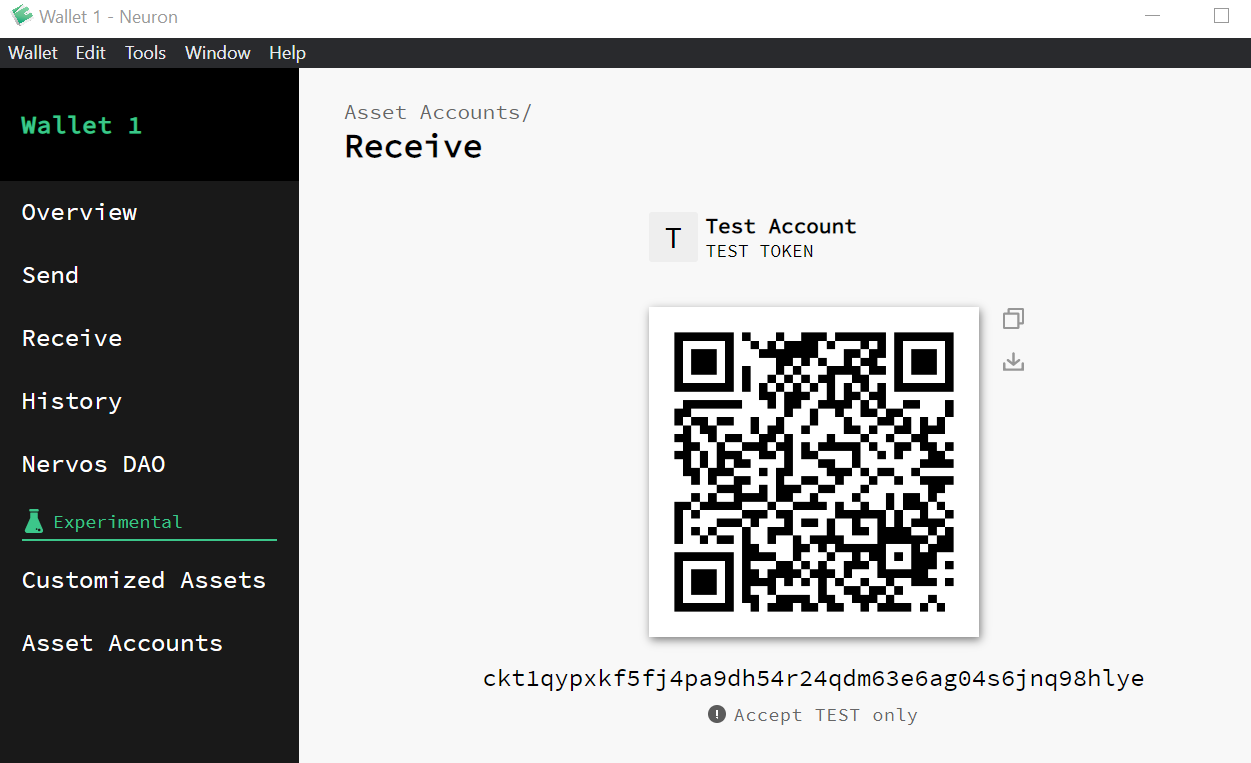 Wallet 1 - Neuron
Wallet Edit Tools Window Help
Wallet 1
Overview
Send
Receive
History
Nervos DAO
Experimental
Customized Assets
Asset Accounts
Asset Accounts/
Receive
T
Test Account
TEST TOKEN
ckt1qypxkf5fj4pa9dh54r24qdm63e6ag04s6jnq98hlye
Accept TEST only